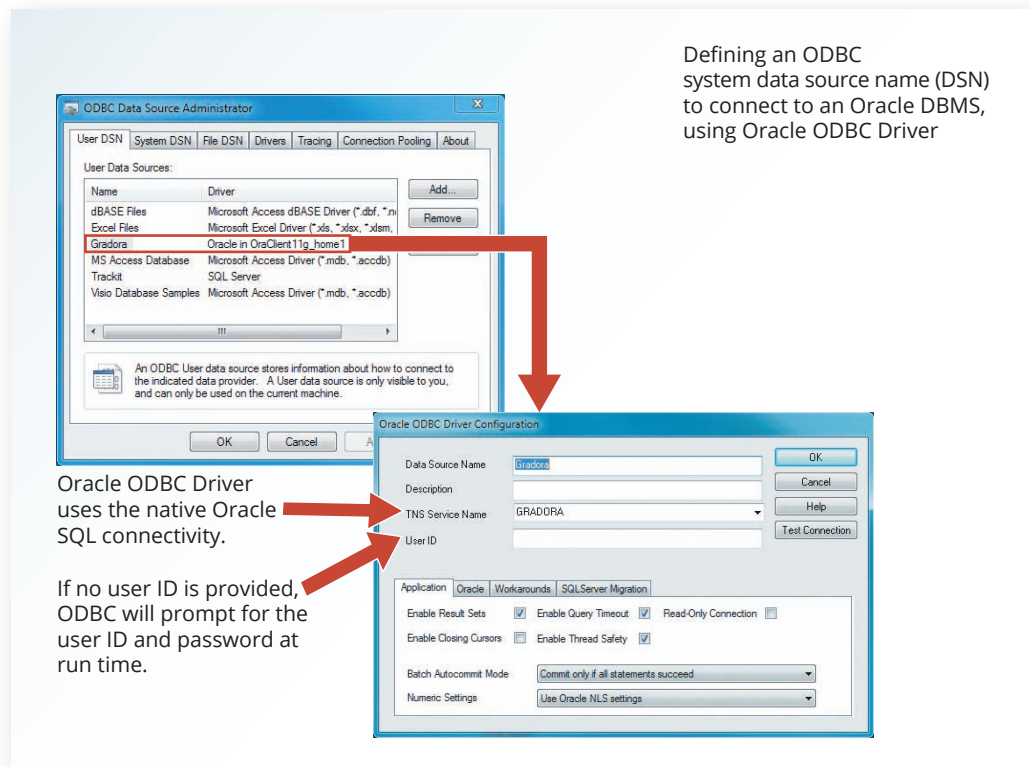 Defining an ODBC
system data source name (DSN)
to connect to an Oracle DBMS,
using Oracle ODBC Driver
ODBC Data Source Administrator
User DSN System DSN File DSN Drivers Tracing Connection Pooling About
User Data Sources:
Name Driver
Add...
dBASE Files Microsoft Access dBASE Driver (*.dbf, *.n
Remove
Excel Files Microsoft Excel Driver (*.xls, *.xlsx, *.xlsm,
Gradora Oracle in OraClient11g_home1
MS Access Database Microsoft Access Driver (*.mdb, *.accdb)
Trackit SQL Server
Visio Database Samples Microsoft Access Driver (*.mdb, *.accdb)
An ODBC User data source stores information about how to connect to
the indicated data provider. A User data source is only visible to you,
and can only be used on the current machine.
OK Cancel A
Oracle ODBC Driver
uses the native Oracle
SQL connectivity.
If no user ID is provided,
ODBC will prompt for the
user ID and password at
run time.
Oracle ODBC Driver Configuration
Data Source Name Gradora
OK
Description
Cancel
TNS Service Name GRADORA
Help
User ID
Test Connection
Application Oracle Workarounds SQLServer Migration
Enable Result Sets Enable Query Timeout Read-Only Connection
Enable Closing Cursors Enable Thread Safety
Batch Autocommit Mode Commit only if all statements succeed
Numeric Settings Use Oracle NLS settings